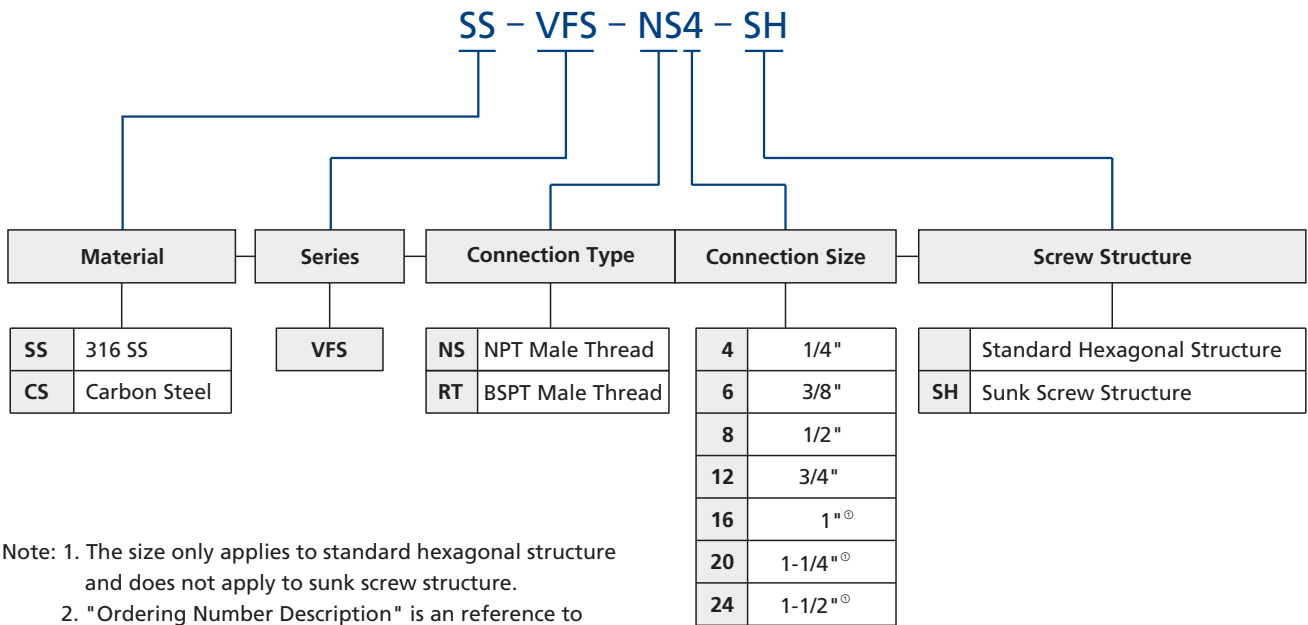 SS – VFS – NS4 – SH
Material Series Connection Type Connection Size Screw Structure
SS 316 SS VFS NS NPT Male Thread 4 1/4" Standard Hexagonal Structure
CS Carbon Steel RT BSPT Male Thread 6 3/8" SH Sunk Screw Structure
8 1/2"
12 3/4"
16 1"①
20 1-1/4"①
24 1-1/2"①
Note: 1. The size only applies to standard hexagonal structure
and does not apply to sunk screw structure.
2. "Ordering Number Description" is an reference to